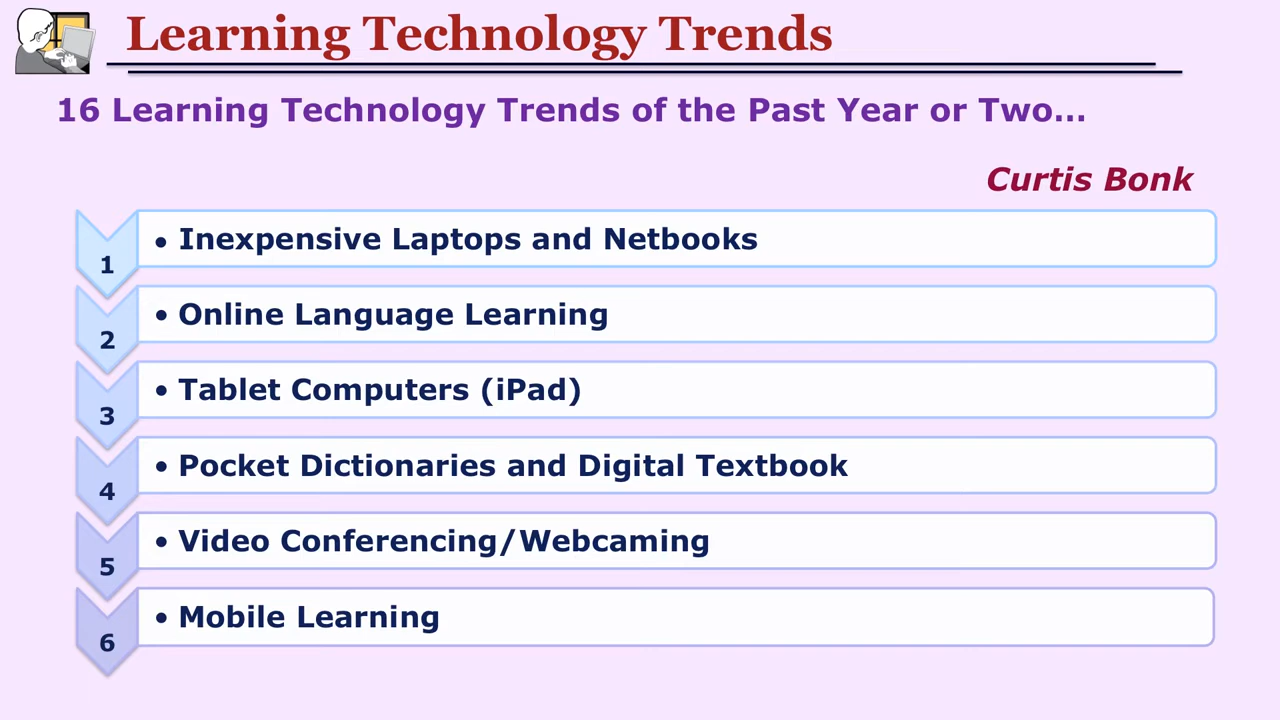 Learning Technology Trends
16 Learning Technology Trends of the Past Year or Two...
Curtis Bonk
1 • Inexpensive Laptops and Netbooks
2 • Online Language Learning
3 • Tablet Computers (iPad)
4 • Pocket Dictionaries and Digital Textbook
5 • Video Conferencing/Webcaming
6 • Mobile Learning